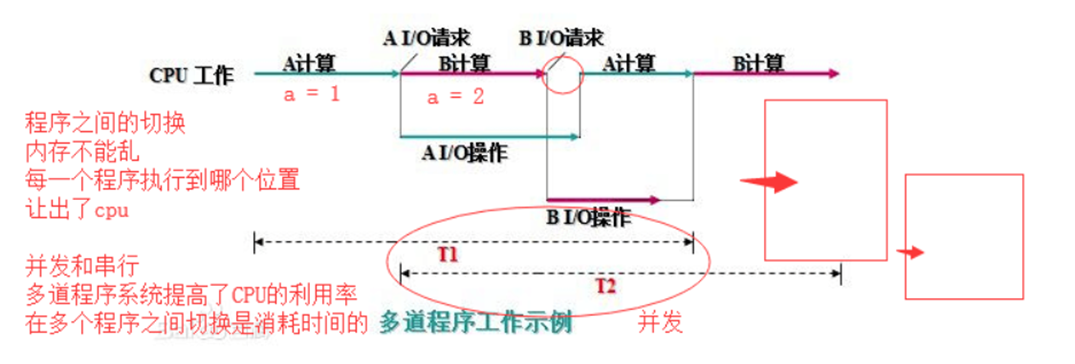 A I/O请求 B I/O请求
CPU 工作 A计算 B计算 A计算 B计算
a = 1 a = 2
程序之间的切换
内存不能乱
每一个程序执行到哪个位置
让出了cpu
A I/O操作
B I/O操作
T1
T2
并发和串行
多道程序系统提高了CPU的利用率
在多个程序之间切换是消耗时间的 多道程序工作示例 并发